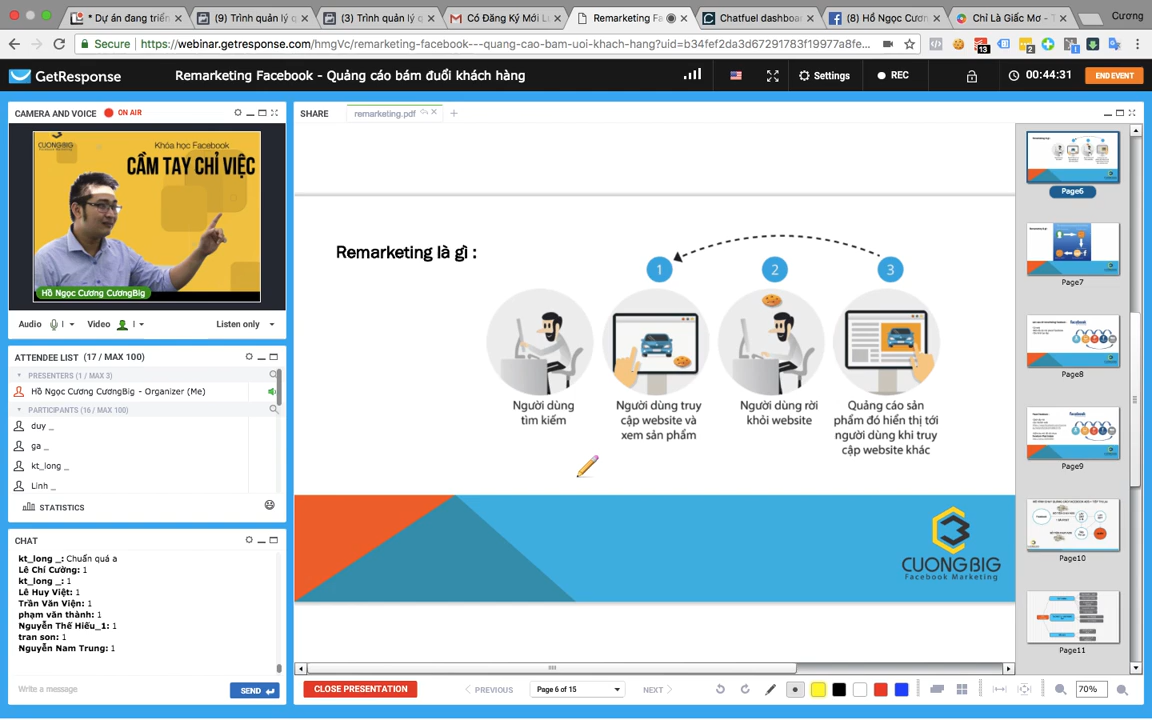 * Dự án đang triển
(9) Trình quản lý q
(3) Trình quản lý q
Có Đăng Ký Mới L
Remarketing Fa
Chatfuel dashboa
(8) Hồ Ngọc Cươn
Chỉ Là Giấc Mơ - T
Cương
Secure
https://webinar.getresponse.com/hmgVc/remarketing-facebook---quang-cao-bam-uoi-khach-hang?uid=b34fef2da3d67291783f19977a8fe...
13
2
1
GetResponse
Remarketing Facebook - Quảng cáo bám đuổi khách hàng
Settings
REC
00:44:31
END EVENT
CAMERA AND VOICE
ON AIR
CUONGBIG
Khóa học Facebook
CẦM TAY CHỈ VIỆC
Hồ Ngọc Cương CươngBig
Audio
Video
Listen only
ATTENDEE LIST (17 / MAX 100)
PRESENTERS (1 / MAX 3)
Hồ Ngọc Cương CươngBig - Organizer (Me)
PARTICIPANTS (16 / MAX 100)
duy _
ga _
kt_long _
Linh _
STATISTICS
CHAT
kt_long _: Chuẩn quá a
Lê Chí Cường: 1
kt_long _: 1
Lê Huy Việt: 1
Trần Văn Viện: 1
phạm văn thành: 1
Nguyễn Thế Hiếu_1: 1
tran son: 1
Nguyễn Nam Trung: 1
Write a message
SEND
SHARE
remarketing.pdf
Remarketing là gì :
1
2
3
Người dùng
tìm kiếm
Người dùng truy
cập website và
xem sản phẩm
Người dùng rời
khỏi website
Quảng cáo sản
phẩm đó hiển thị tới
người dùng khi truy
cập website khác
CUONGBIG
Facebook Marketing
Page6
Page7
Page8
Page9
Page10
Page11
CLOSE PRESENTATION
PREVIOUS
Page 6 of 15
NEXT
70%